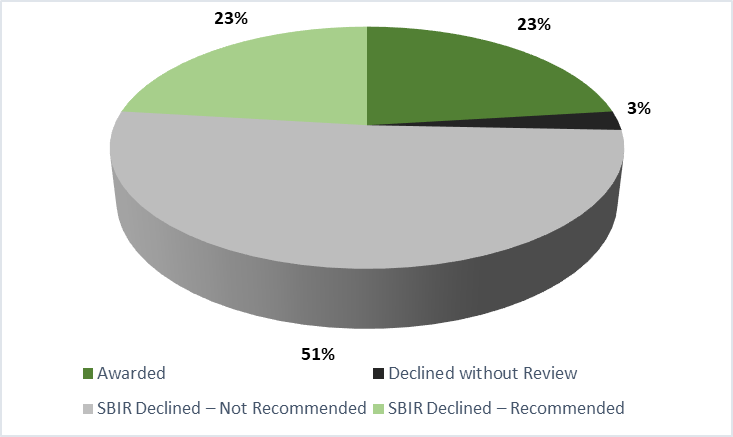 23%
23%
3%
51%
Awarded
Declined without Review
SBIR Declined – Not Recommended
SBIR Declined – Recommended